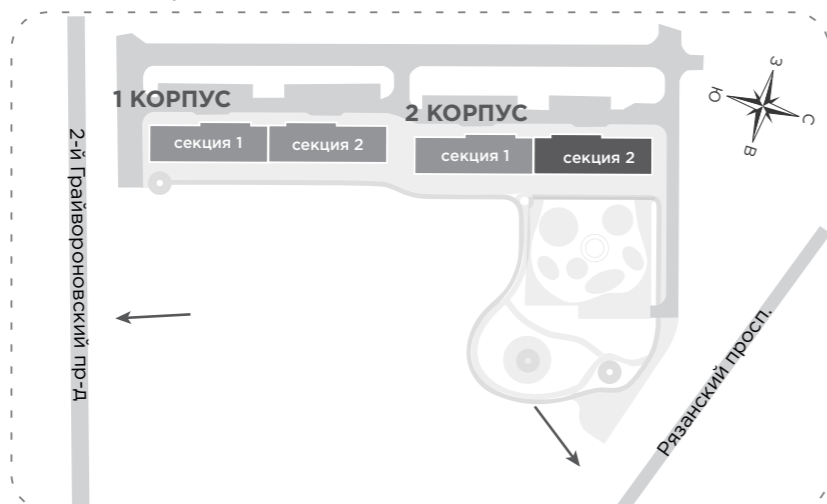 1 КОРПУС
2 КОРПУС
секция 1
секция 2
секция 1
секция 2
З
Ю
С
В
2-й Грайвороновский пр-д
Рязанский просп.